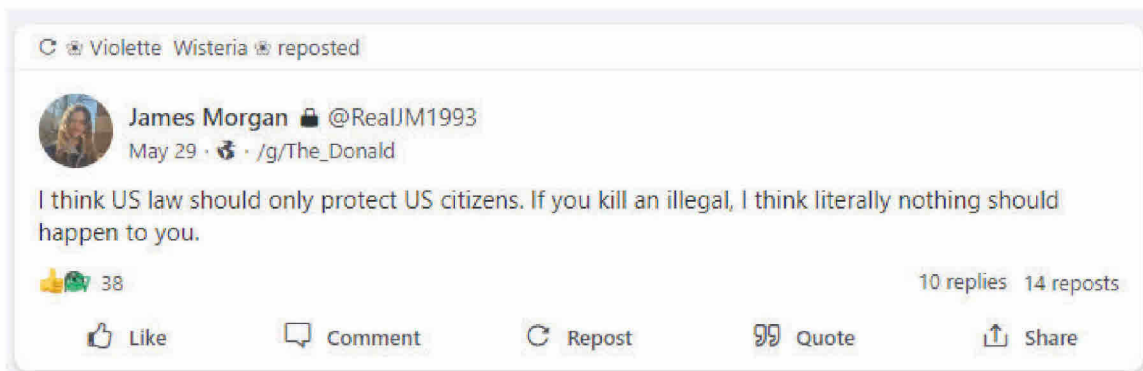 Violette Wisteria reposted
James Morgan @RealJM1993
May 29 · · /g/The_Donald
I think US law should only protect US citizens. If you kill an illegal, I think literally nothing should
happen to you.
38
10 replies 14 reposts
Like Comment Repost Quote Share